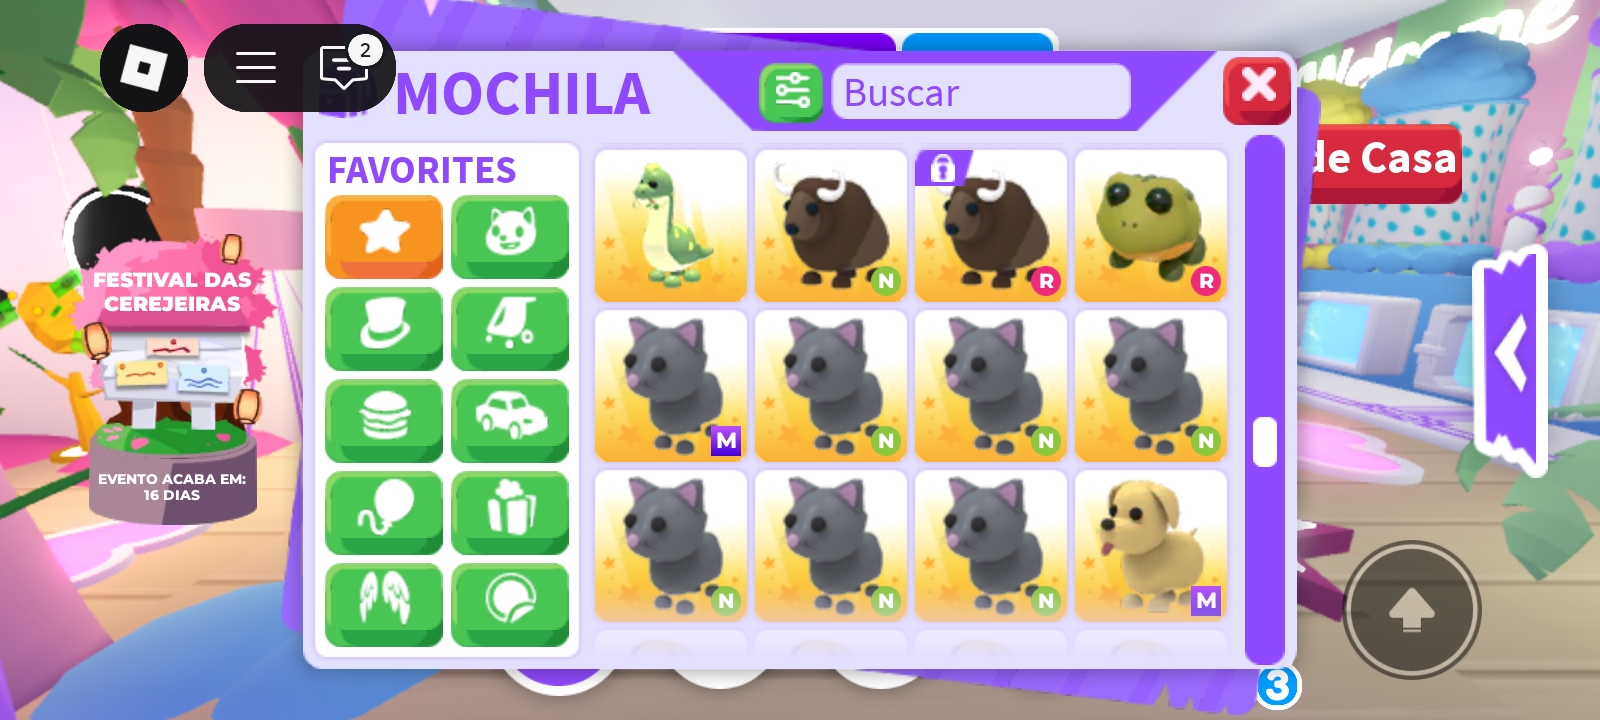 2
MOCHILA
Buscar
de Casa
FAVORITES
N
R
R
M
N
N
N
N
N
N
M
FESTIVAL DAS
CEREJEIRAS
EVENTO ACABA EM:
16 DIAS
3